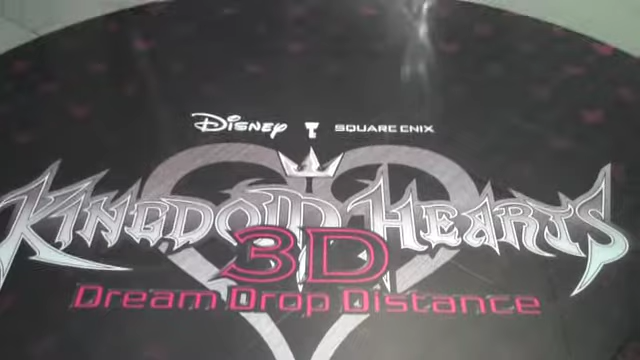 Disney SQUARE ENIX
KINGDOM HEARTS
3D
Dream Drop Distance